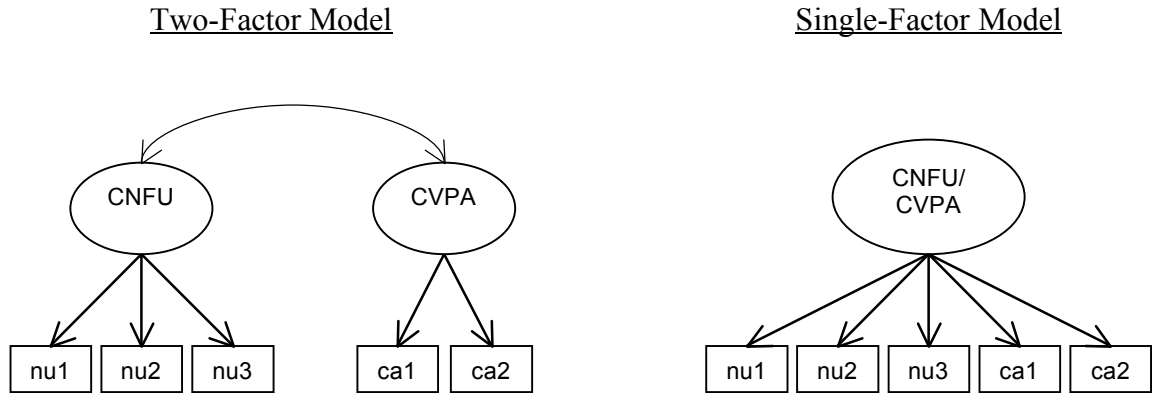 Two-Factor Model
Single-Factor Model
CNFU
CVPA
CNFU/
CVPA
nu1
nu2
nu3
ca1
ca2
nu1
nu2
nu3
ca1
ca2